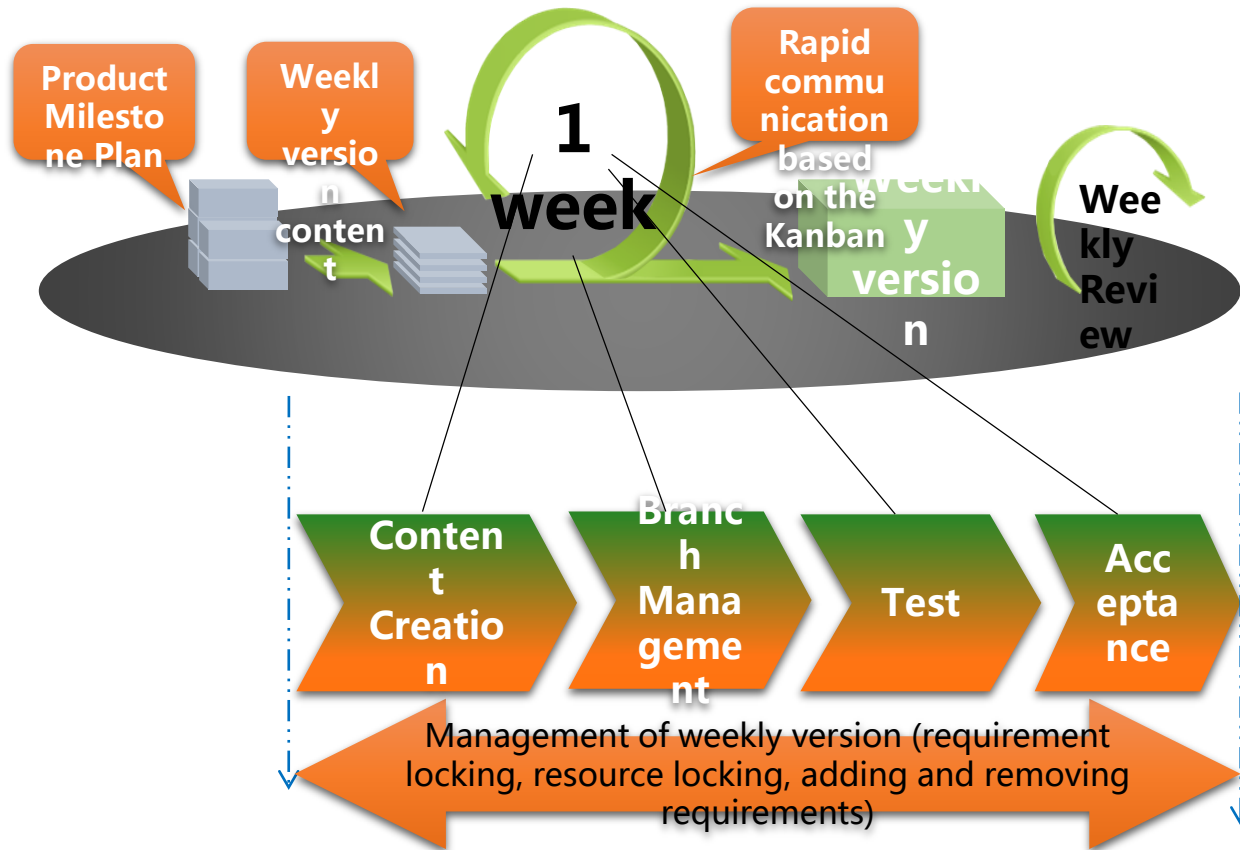 Product
Milesto
ne Plan
Weekl
y
versio
n
conten
t
1
week
Rapid
commu
nication
based
on the
Kanban
Weekl
y
versio
n
Wee
kly
Revi
ew
Conten
t
Creatio
n
Branc
h
Mana
geme
nt
Test
Acc
epta
nce
Management of weekly version (requirement
locking, resource locking, adding and removing
requirements)